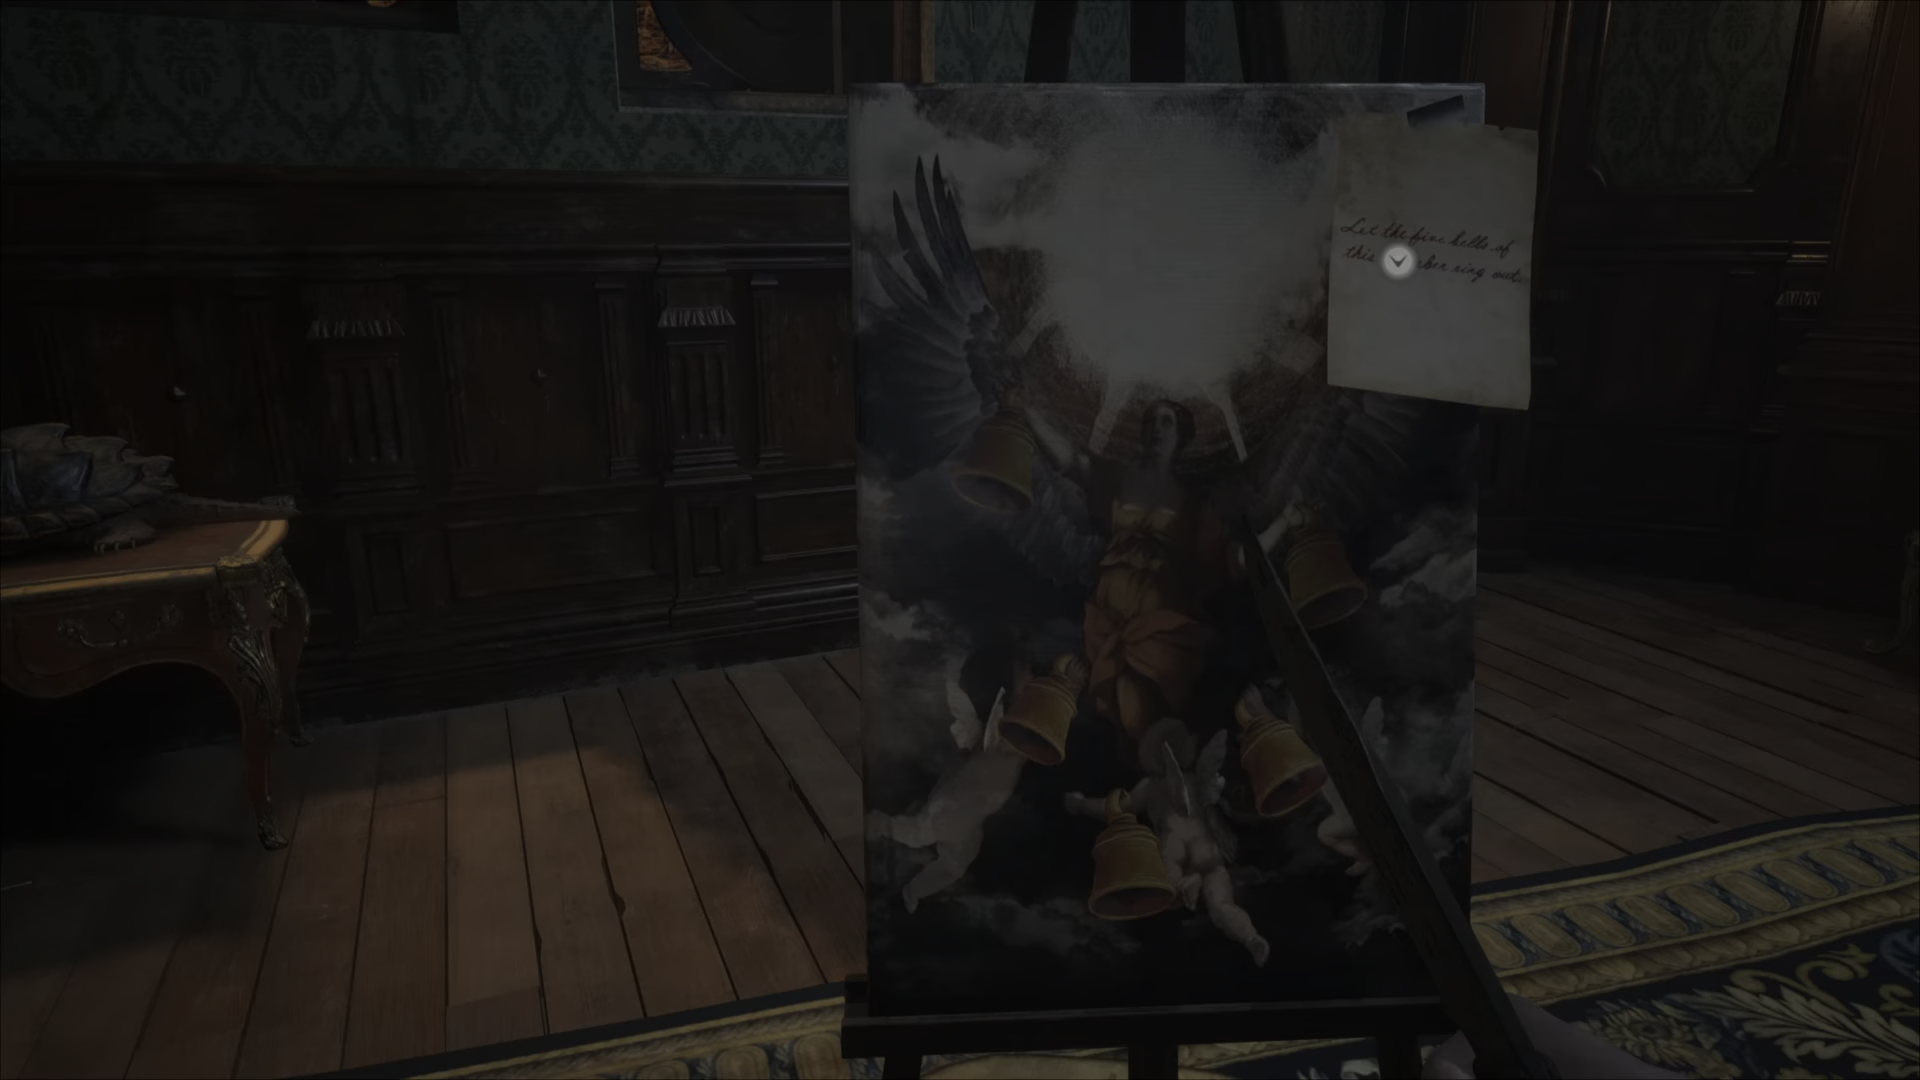 Let the five bells of
this ring out.